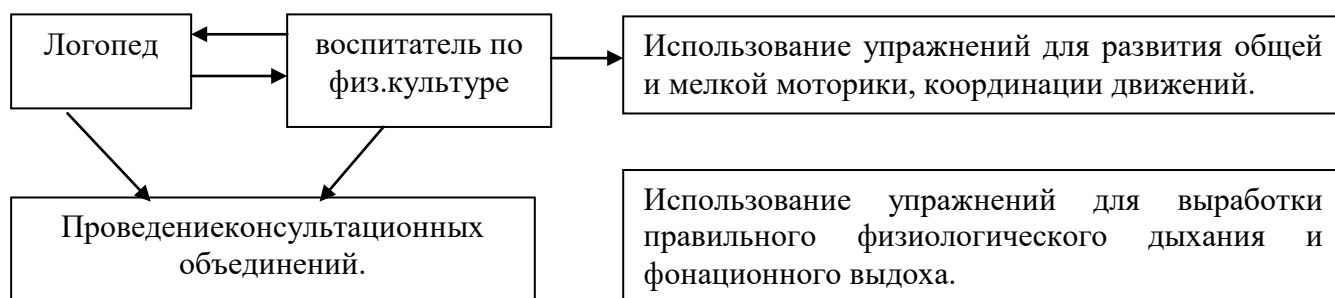 Логопед
воспитатель по
физ.культуре
Использование упражнений для развития общей
и мелкой моторики, координации движений.
Проведениеконсультационных
объединений.
Использование упражнений для выработки
правильного физиологического дыхания и
фонационного выдоха.